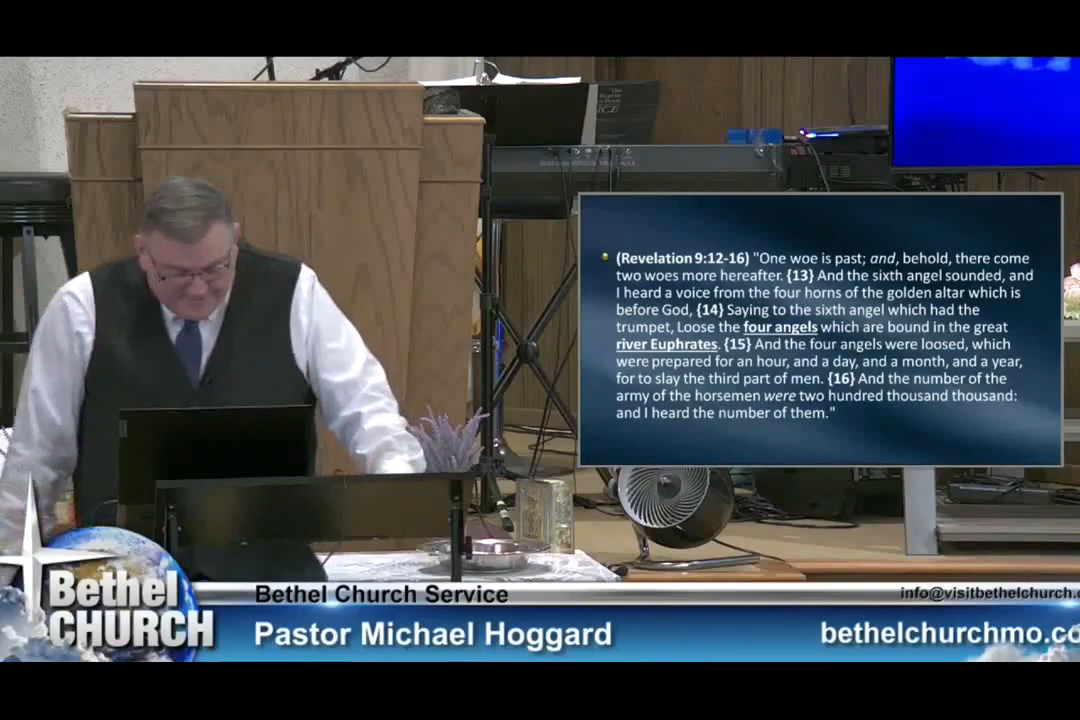 (Revelation 9:12-16) "One woe is past; and, behold, there come
two woes more hereafter. {13} And the sixth angel sounded, and
I heard a voice from the four horns of the golden altar which is
before God, {14} Saying to the sixth angel which had the
trumpet, Loose the four angels which are bound in the great
river Euphrates. {15} And the four angels were loosed, which
were prepared for an hour, and a day, and a month, and a year,
for to slay the third part of men. {16} And the number of the
army of the horsemen were two hundred thousand thousand:
and I heard the number of them."
Bethel
CHURCH
Bethel Church Service
info@visitbethelchurch.
Pastor Michael Hoggard
bethelchurchmo.co